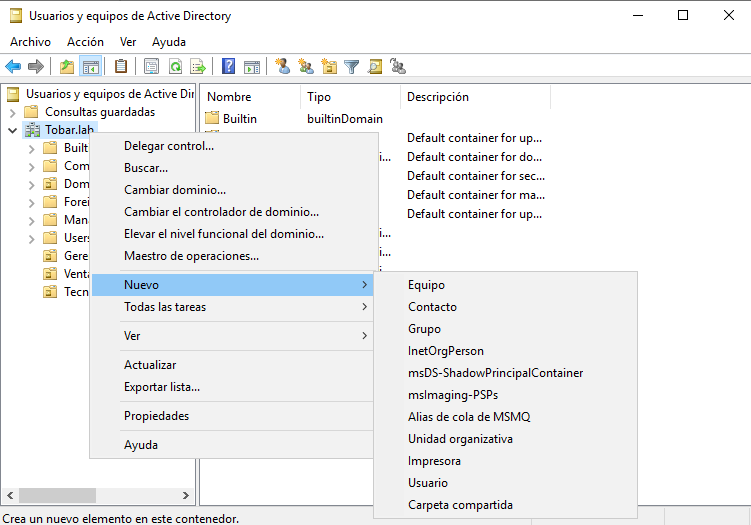 Usuarios y equipos de Active Directory
Archivo Acción Ver Ayuda
Usuarios y equipos de Active Dire
Consultas guardadas
Tobar.lab
Built
Com
Dom
Forei
Mana
Users
Gere
Venta
Tecn
Nombre Tipo Descripción
Builtin builtinDomain
Default container for up...
Default container for do...
Default container for sec...
Default container for ma...
Default container for up...
Delegar control...
Buscar...
Cambiar dominio...
Cambiar el controlador de dominio...
Elevar el nivel funcional del dominio...
Maestro de operaciones...
Nuevo
Todas las tareas
Ver
Actualizar
Exportar lista...
Propiedades
Ayuda
Equipo
Contacto
Grupo
InetOrgPerson
msDS-ShadowPrincipalContainer
msImaging-PSPs
Alias de cola de MSMQ
Unidad organizativa
Impresora
Usuario
Carpeta compartida
Crea un nuevo elemento en este contenedor.